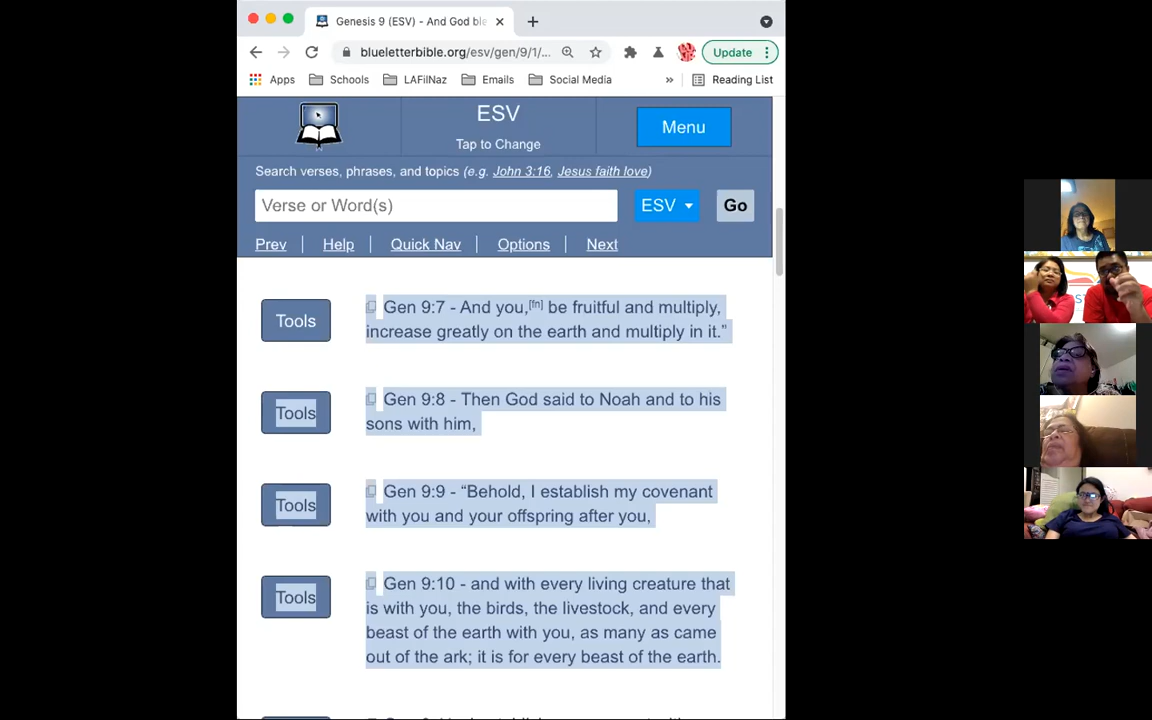 Genesis 9 (ESV) - And God ble
blueletterbible.org/esv/gen/9/1/...
Update
Apps
Schools
LAFilNaz
Emails
Social Media
»
Reading List
ESV
Tap to Change
Menu
Search verses, phrases, and topics (e.g. John 3:16, Jesus faith love)
Verse or Word(s)
ESV
Go
Prev
Help
Quick Nav
Options
Next
Tools
Gen 9:7 - And you,[fn] be fruitful and multiply,
increase greatly on the earth and multiply in it.”
Tools
Gen 9:8 - Then God said to Noah and to his
sons with him,
Tools
Gen 9:9 - “Behold, I establish my covenant
with you and your offspring after you,
Tools
Gen 9:10 - and with every living creature that
is with you, the birds, the livestock, and every
beast of the earth with you, as many as came
out of the ark; it is for every beast of the earth.